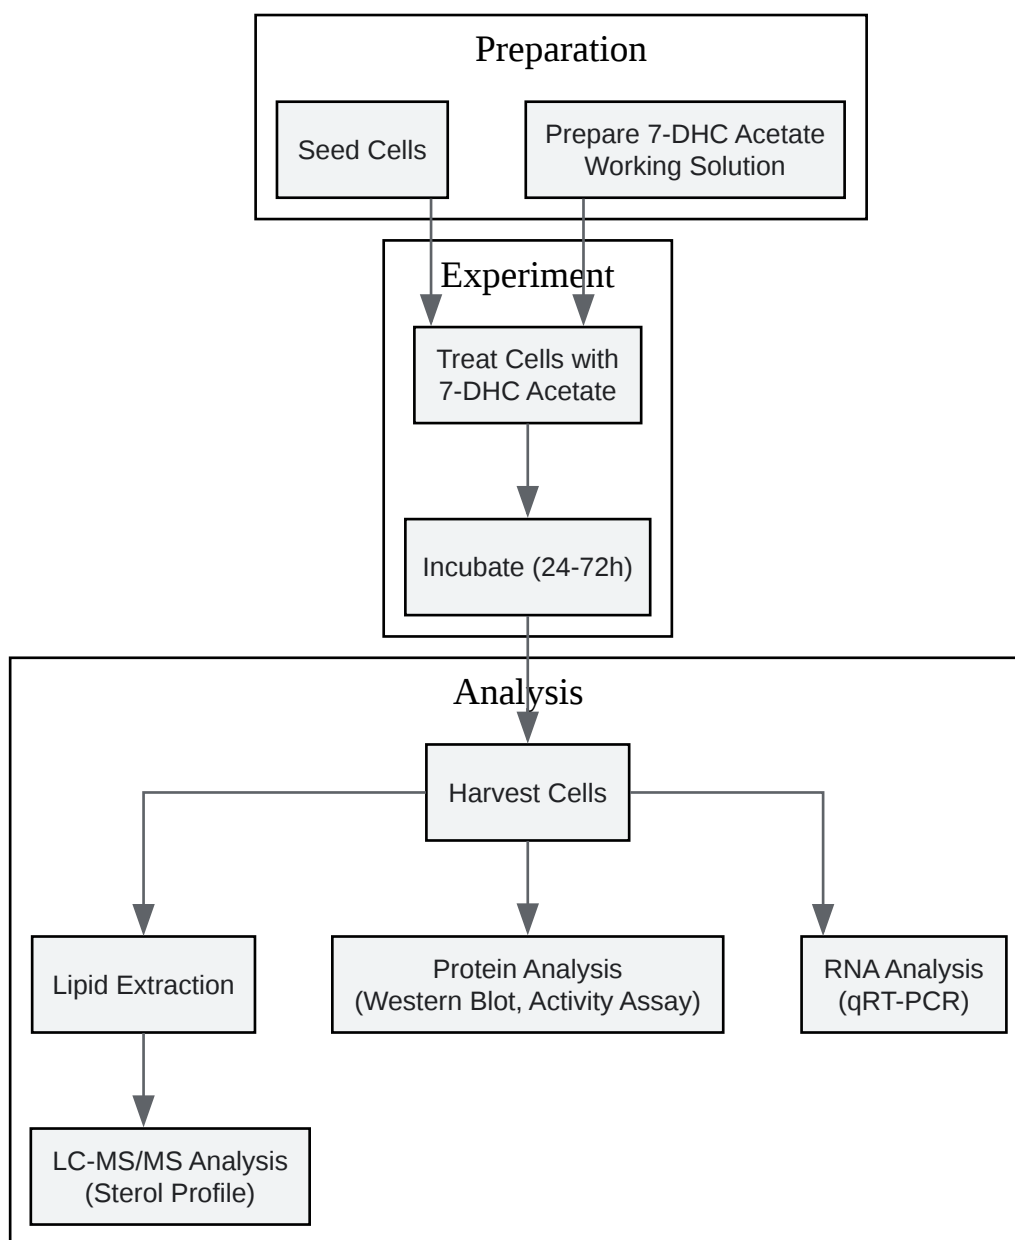 Preparation
Seed Cells
Prepare 7-DHC Acetate
Working Solution
Experiment
Treat Cells with
7-DHC Acetate
Incubate (24-72h)
Analysis
Harvest Cells
Lipid Extraction
Protein Analysis
(Western Blot, Activity Assay)
RNA Analysis
(qRT-PCR)
LC-MS/MS Analysis
(Sterol Profile)